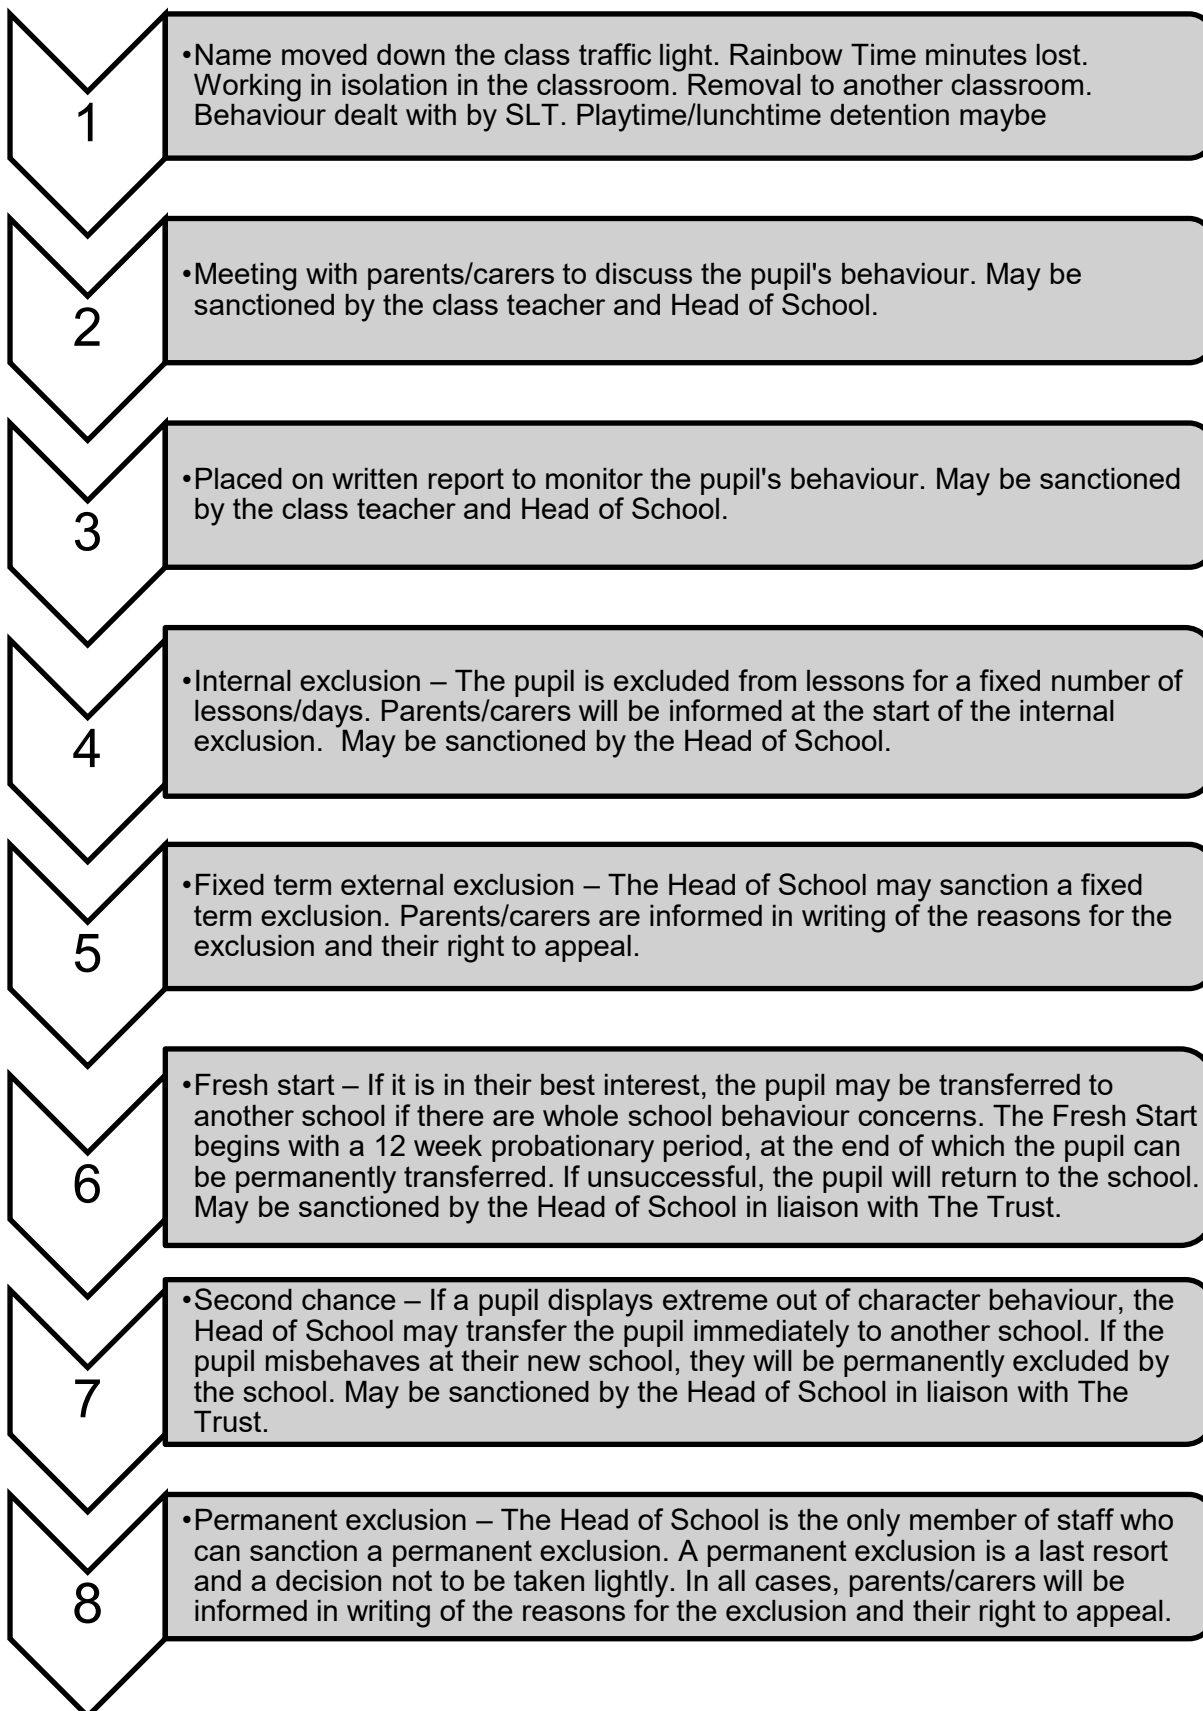 1
•Name moved down the class traffic light. Rainbow Time minutes lost.
Working in isolation in the classroom. Removal to another classroom.
Behaviour dealt with by SLT. Playtime/lunchtime detention maybe
2
•Meeting with parents/carers to discuss the pupil's behaviour. May be
sanctioned by the class teacher and Head of School.
3
•Placed on written report to monitor the pupil's behaviour. May be sanctioned
by the class teacher and Head of School.
4
•Internal exclusion – The pupil is excluded from lessons for a fixed number of
lessons/days. Parents/carers will be informed at the start of the internal
exclusion.  May be sanctioned by the Head of School.
5
•Fixed term external exclusion – The Head of School may sanction a fixed
term exclusion. Parents/carers are informed in writing of the reasons for the
exclusion and their right to appeal.
6
•Fresh start – If it is in their best interest, the pupil may be transferred to
another school if there are whole school behaviour concerns. The Fresh Start
begins with a 12 week probationary period, at the end of which the pupil can
be permanently transferred. If unsuccessful, the pupil will return to the school.
May be sanctioned by the Head of School in liaison with The Trust.
7
•Second chance – If a pupil displays extreme out of character behaviour, the
Head of School may transfer the pupil immediately to another school. If the
pupil misbehaves at their new school, they will be permanently excluded by
the school. May be sanctioned by the Head of School in liaison with The
Trust.
8
•Permanent exclusion – The Head of School is the only member of staff who
can sanction a permanent exclusion. A permanent exclusion is a last resort
and a decision not to be taken lightly. In all cases, parents/carers will be
informed in writing of the reasons for the exclusion and their right to appeal.